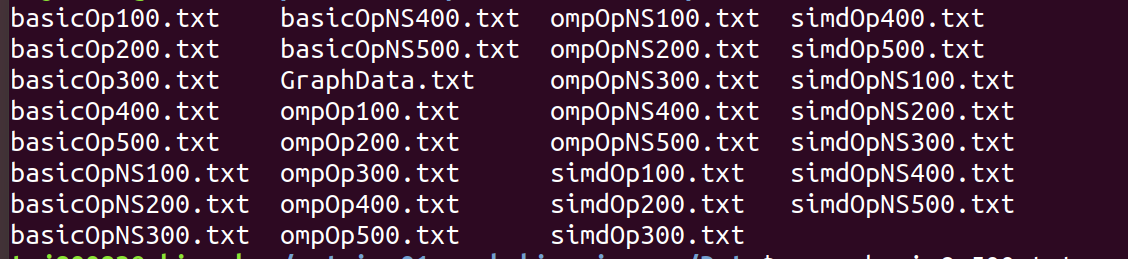 basicOp100.txt basicOpNS400.txt ompOpNS100.txt simdOp400.txt
basicOp200.txt basicOpNS500.txt ompOpNS200.txt simdOp500.txt
basicOp300.txt GraphData.txt ompOpNS300.txt simdOpNS100.txt
basicOp400.txt ompOp100.txt ompOpNS400.txt simdOpNS200.txt
basicOp500.txt ompOp200.txt ompOpNS500.txt simdOpNS300.txt
basicOpNS100.txt ompOp300.txt simdOp100.txt simdOpNS400.txt
basicOpNS200.txt ompOp400.txt simdOp200.txt simdOpNS500.txt
basicOpNS300.txt ompOp500.txt simdOp300.txt